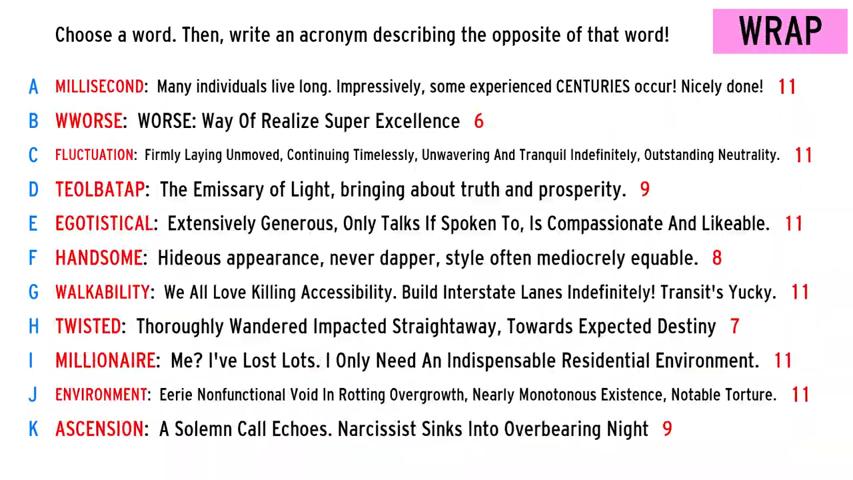 Choose a word. Then, write an acronym describing the opposite of that word!
WRAP
A MILLISECOND: Many individuals live long. Impressively, some experienced CENTURIES occur! Nicely done! 11
B WWORSE: WORSE: Way Of Realize Super Excellence 6
C FLUCTUATION: Firmly Laying Unmoved, Continuing Timelessly, Unwavering And Tranquil Indefinitely, Outstanding Neutrality. 11
D TEOLBATAP: The Emissary of Light, bringing about truth and prosperity. 9
E EGOTISTICAL: Extensively Generous, Only Talks If Spoken To, Is Compassionate And Likeable. 11
F HANDSOME: Hideous appearance, never dapper, style often mediocrely equable. 8
G WALKABILITY: We All Love Killing Accessibility. Build Interstate Lanes Indefinitely! Transit's Yucky. 11
H TWISTED: Thoroughly Wandered Impacted Straightaway, Towards Expected Destiny 7
I MILLIONAIRE: Me? I've Lost Lots. I Only Need An Indispensable Residential Environment. 11
J ENVIRONMENT: Eerie Nonfunctional Void In Rotting Overgrowth, Nearly Monotonous Existence, Notable Torture. 11
K ASCENSION: A Solemn Call Echoes. Narcissist Sinks Into Overbearing Night 9